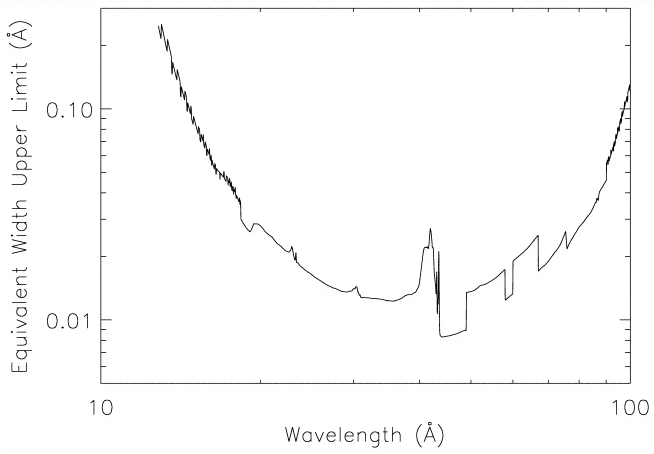 Equivalent Width Upper Limit (Å)
0.10
0.01
10
100
Wavelength (Å)